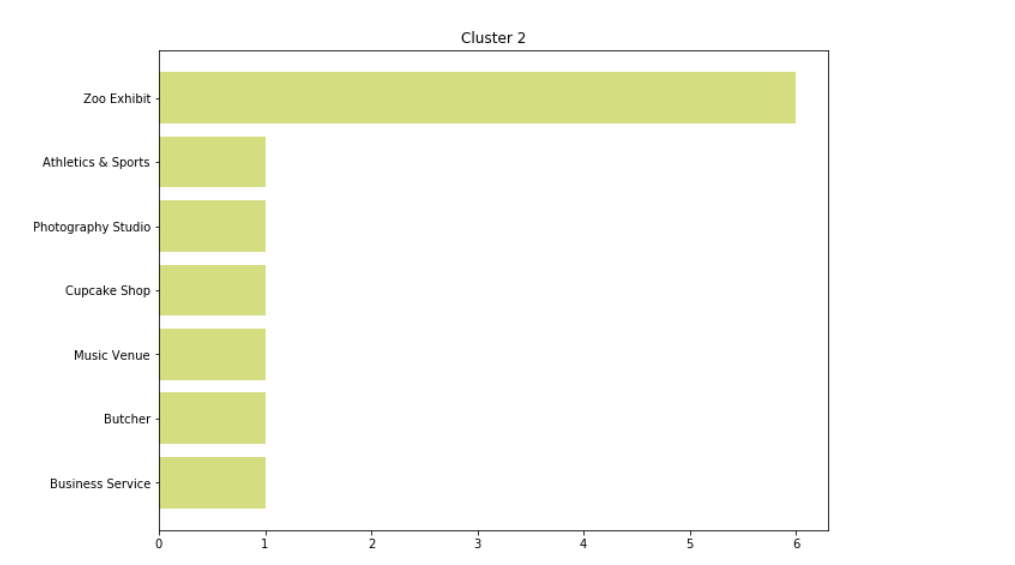 Cluster 2
Zoo Exhibit
Athletics & Sports
Photography Studio
Cupcake Shop
Music Venue
Butcher
Business Service
0 1 2 3 4 5 6